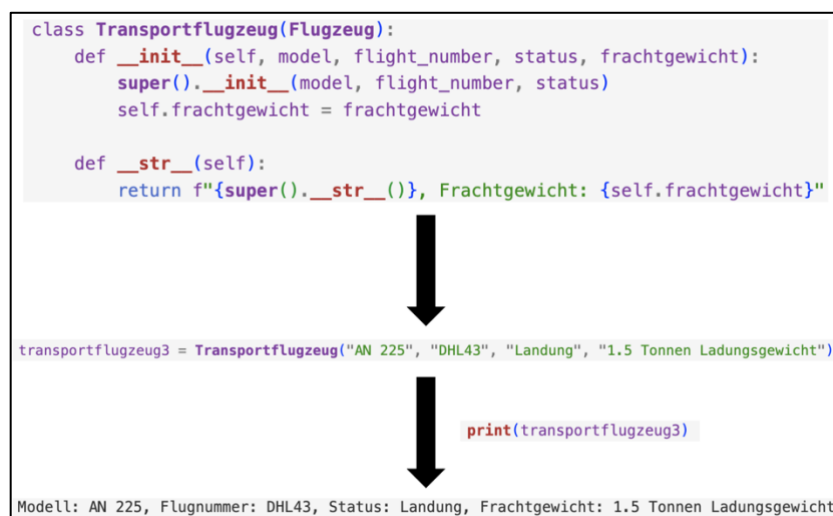 class Transportflugzeug(Flugzeug):
    def __init__(self, model, flight_number, status, frachtgewicht):
        super().__init__(model, flight_number, status)
        self.frachtgewicht = frachtgewicht
    def __str__(self):
        return f"{super().__str__()}, Frachtgewicht: {self.frachtgewicht}"
transportflugzeug3 = Transportflugzeug("AN 225", "DHL43", "Landung", "1.5 Tonnen Ladungsgewicht")
print(transportflugzeug3)
Modell: AN 225, Flugnummer: DHL43, Status: Landung, Frachtgewicht: 1.5 Tonnen Ladungsgewicht